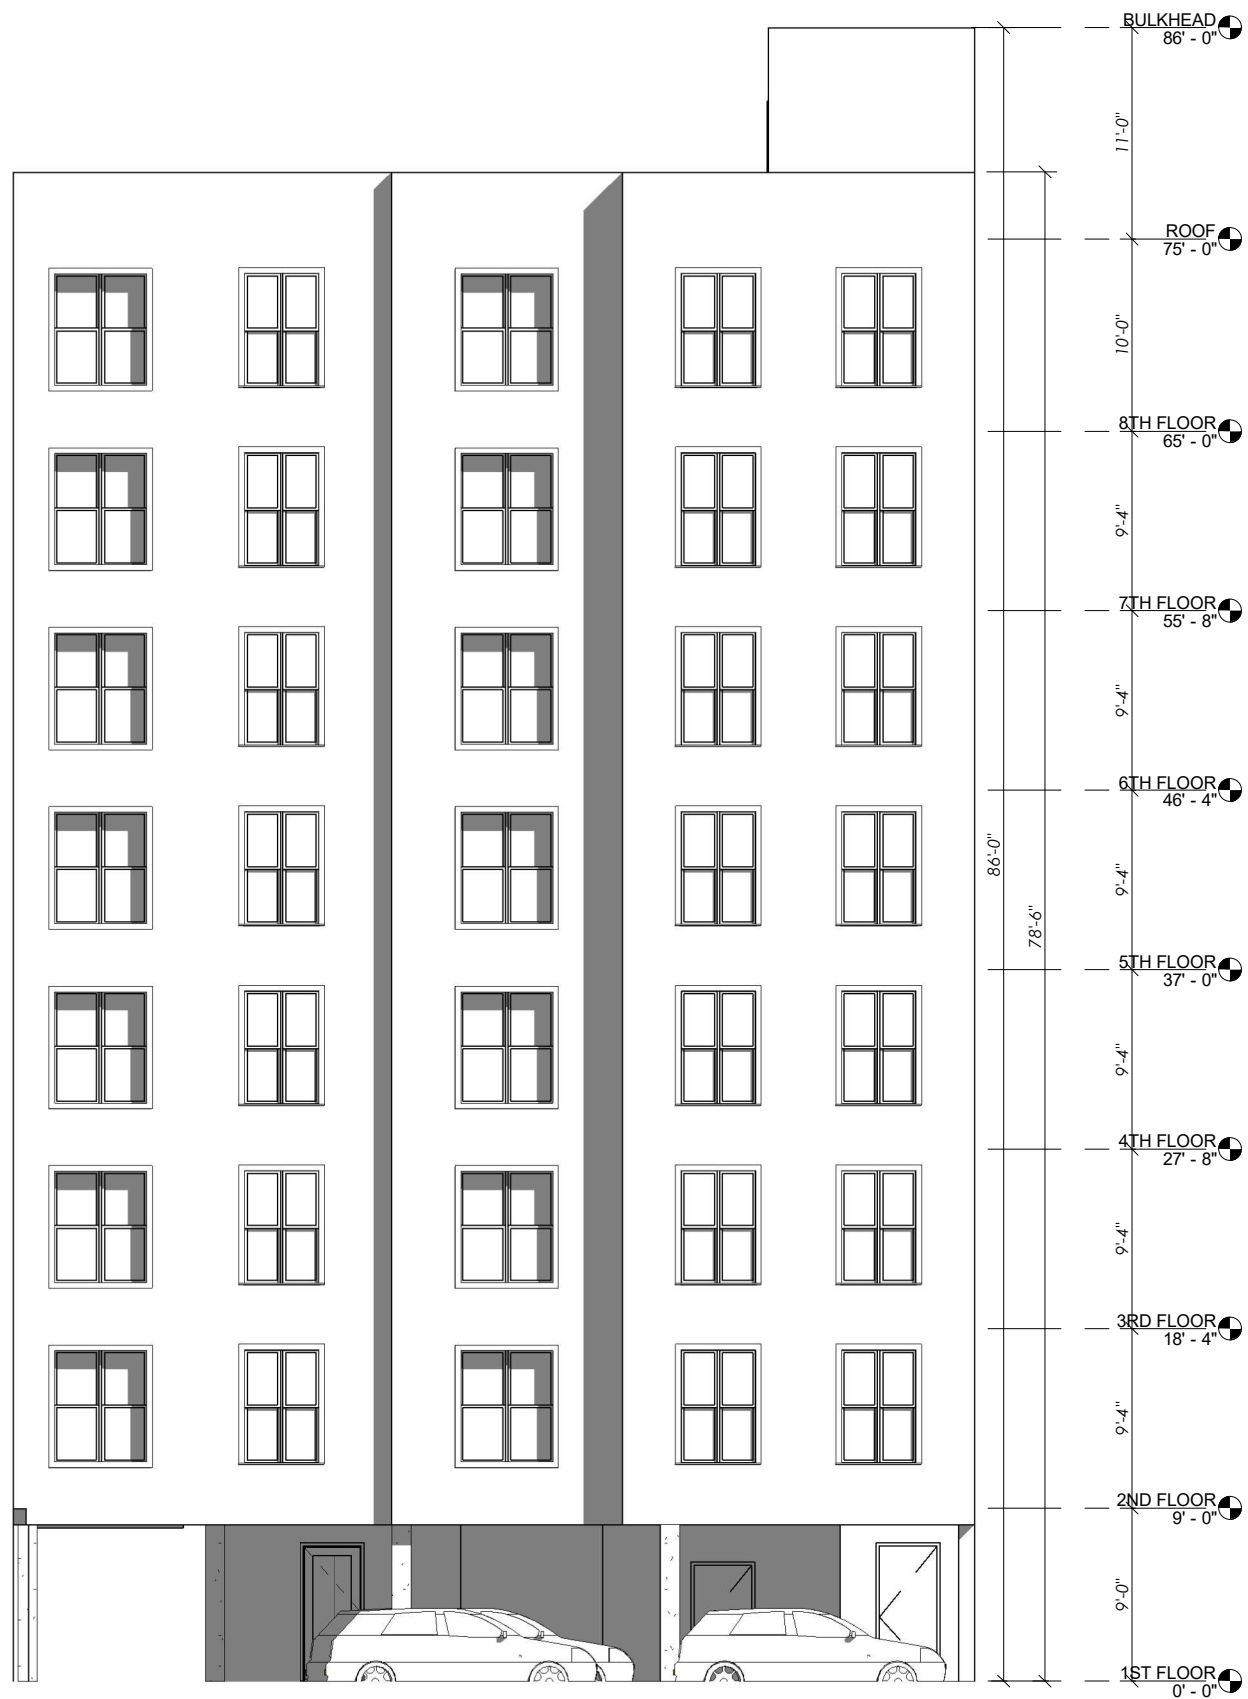 BULKHEAD
86' - 0"
11'-0"
ROOF
75' - 0"
10'-0"
8TH FLOOR
65' - 0"
9'-4"
7TH FLOOR
55' - 8"
9'-4"
6TH FLOOR
46' - 4"
86'-0"
9'-4"
78'-6"
5TH FLOOR
37' - 0"
9'-4"
4TH FLOOR
27' - 8"
9'-4"
3RD FLOOR
18' - 4"
9'-4"
2ND FLOOR
9' - 0"
9'-0"
1ST FLOOR
0' - 0"